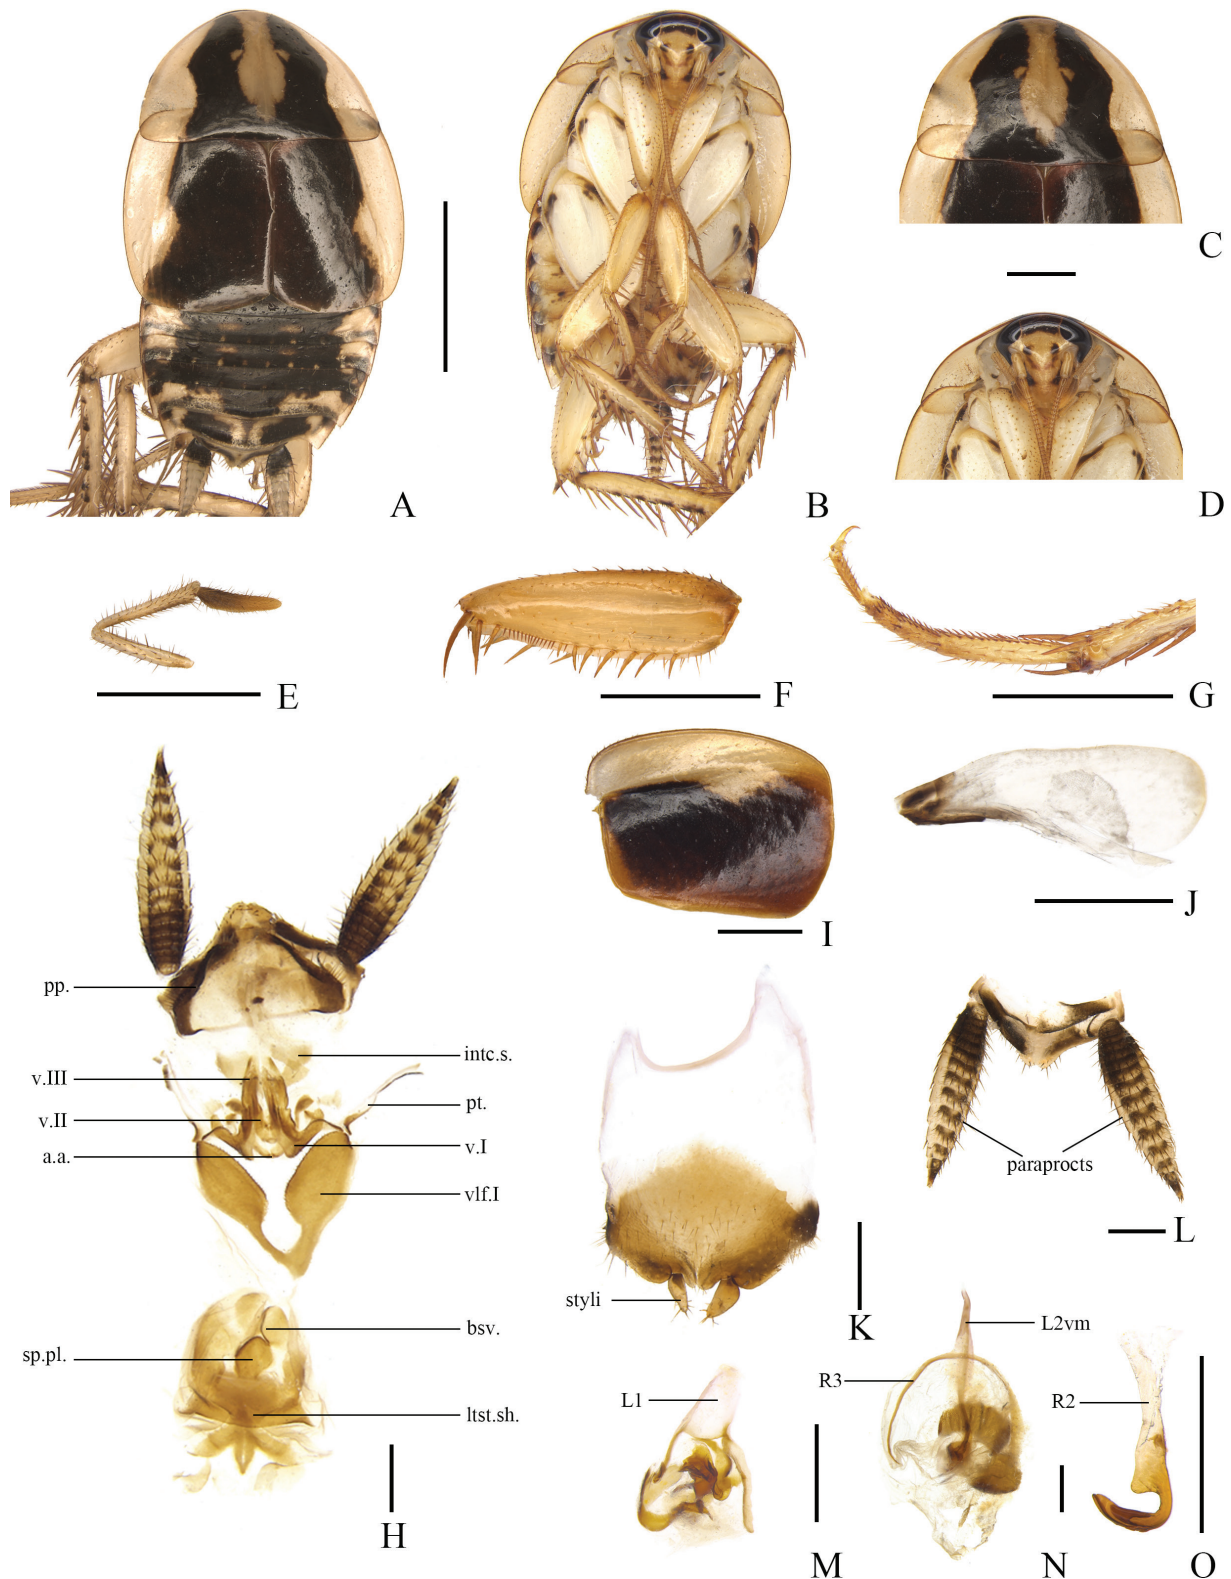 A
B
C
D
E
F
G
pp.
v.III
v.II
a.a.
intc.s.
pt.
v.I
vlf.I
bsv.
sp.pl.
ltst.sh.
H
I
J
styli
K
paraprocts
L
L1
M
L2vm
R3
N
R2
O